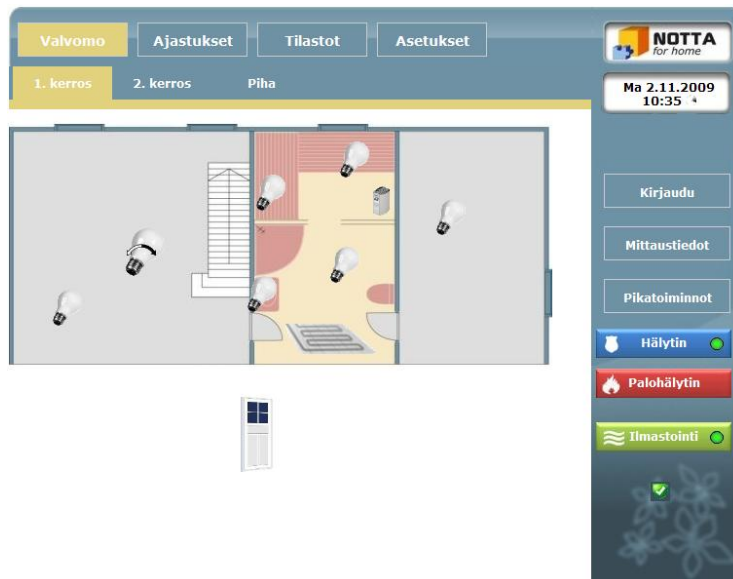 Valvomo Ajastukset Tilastot Asetukset
1. kerros 2. kerros Piha
NOTTA
for home
Ma 2.11.2009
10:35
Kirjaudu
Mittaustiedot
Pikatoiminnot
Hälytin
Palohälytin
Ilmastointi